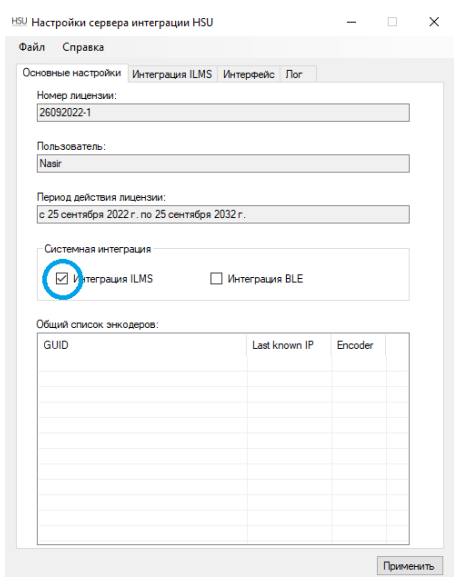 HSU Настройки сервера интеграции HSU
Файл Справка
Основные настройки Интеграция ILMS Интерфейс Лог
Номер лицензии:
26092022-1
Пользователь:
Nasir
Период действия лицензии:
с 25 сентября 2022 г. по 25 сентября 2032 г.
Системная интеграция
Интеграция ILMS Интеграция BLE
Общий список энкодеров:
GUID Last known IP Encoder
Применить